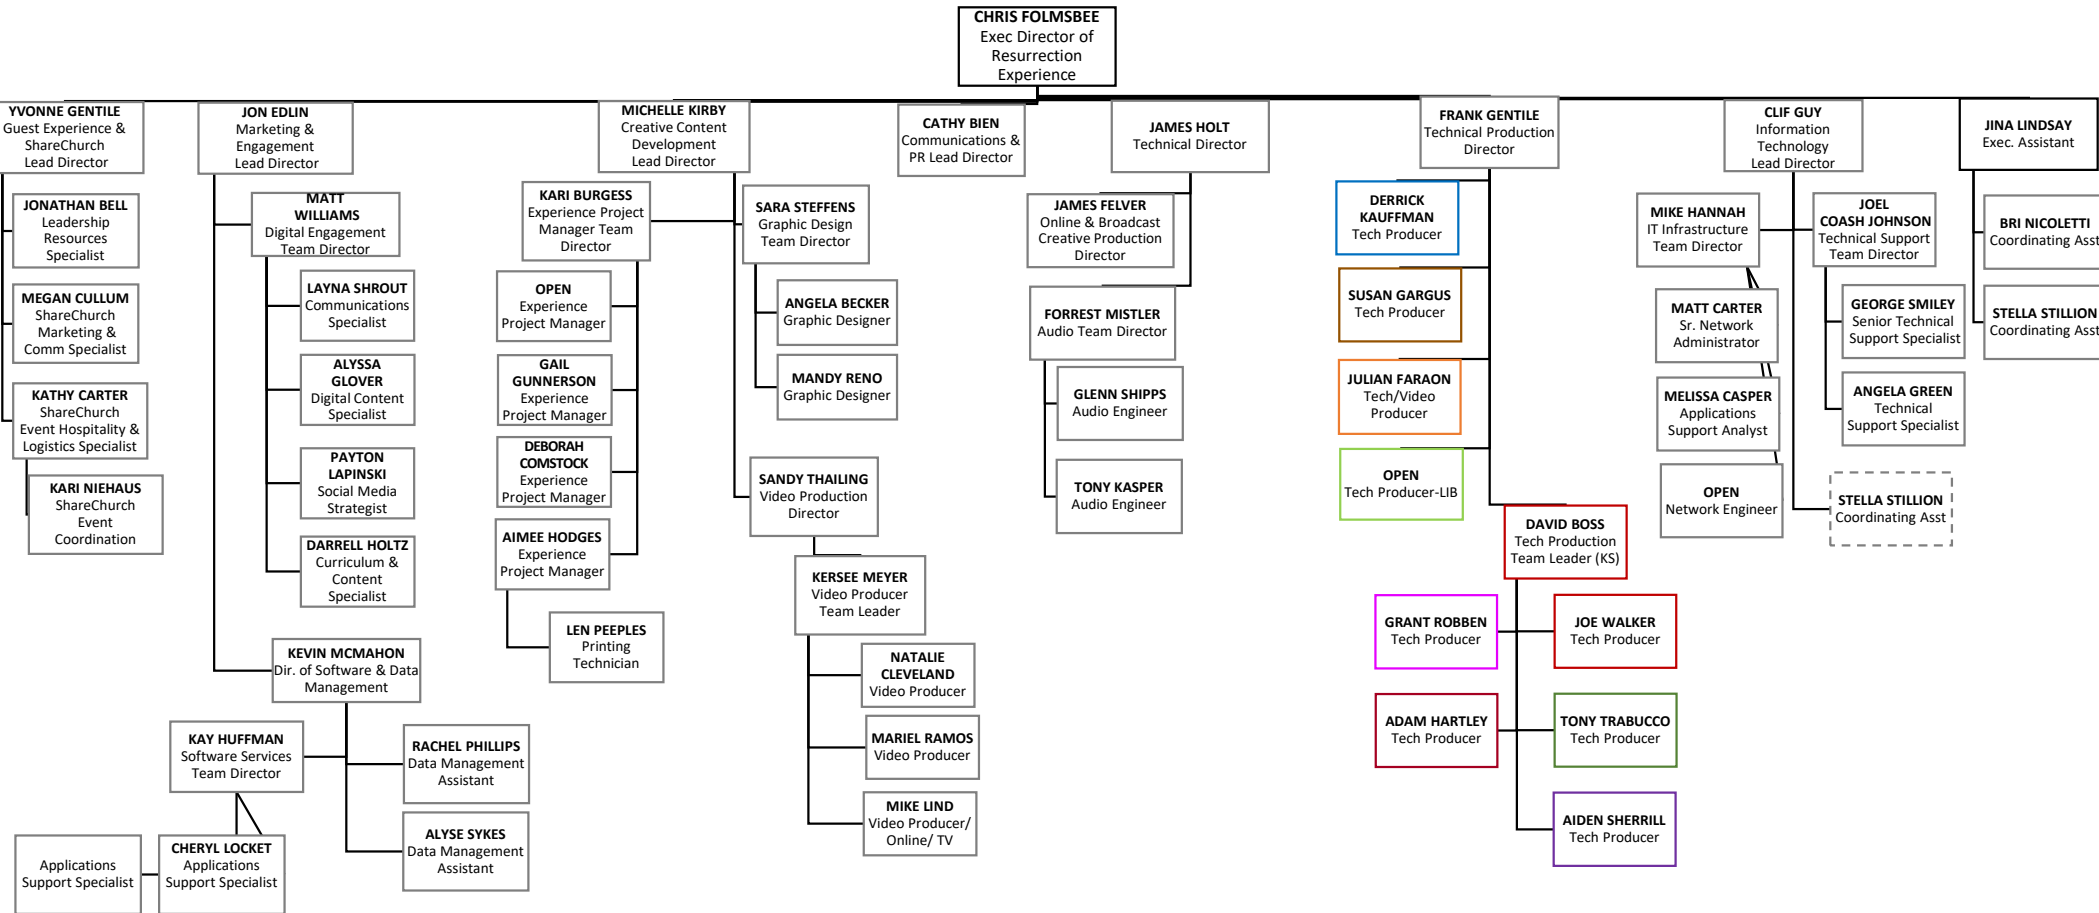 CHRIS FOLMSBEE
Exec Director of
Resurrection
Experience
YVONNE GENTILE
Guest Experience &
ShareChurch
Lead Director
JONATHAN BELL
Leadership
Resources
Specialist
MEGAN CULLUM
ShareChurch
Marketing &
Comm Specialist
KATHY CARTER
ShareChurch
Event Hospitality &
Logistics Specialist
KARI NIEHAUS
ShareChurch
Event
Coordination
JON EDLIN
Marketing &
Engagement
Lead Director
MATT
WILLIAMS
Digital Engagement
Team Director
LAYNA SHROUT
Communications
Specialist
ALYSSA
GLOVER
Digital Content
Specialist
PAYTON
LAPINSKI
Social Media
Strategist
DARRELL HOLTZ
Curriculum &
Content
Specialist
KEVIN MCMAHON
Dir. of Software & Data
Management
KAY HUFFMAN
Software Services
Team Director
RACHEL PHILLIPS
Data Management
Assistant
ALYSE SYKES
Data Management
Assistant
Applications
Support Specialist
CHERYL LOCKET
Applications
Support Specialist
MICHELLE KIRBY
Creative Content
Development
Lead Director
KARI BURGESS
Experience Project
Manager Team
Director
OPEN
Experience
Project Manager
GAIL
GUNNERSON
Experience
Project Manager
DEBORAH
COMSTOCK
Experience
Project Manager
AIMEE HODGES
Experience
Project Manager
LEN PEEPLES
Printing
Technician
SARA STEFFENS
Graphic Design
Team Director
ANGELA BECKER
Graphic Designer
MANDY RENO
Graphic Designer
SANDY THAILING
Video Production
Director
KERSEE MEYER
Video Producer
Team Leader
NATALIE
CLEVELAND
Video Producer
MARIEL RAMOS
Video Producer
MIKE LIND
Video Producer/
Online/ TV
CATHY BIEN
Communications &
PR Lead Director
JAMES HOLT
Technical Director
JAMES FELVER
Online & Broadcast
Creative Production
Director
FORREST MISTLER
Audio Team Director
GLENN SHIPPS
Audio Engineer
TONY KASPER
Audio Engineer
FRANK GENTILE
Technical Production
Director
DERRICK
KAUFFMAN
Tech Producer
SUSAN GARGUS
Tech Producer
JULIAN FARAON
Tech/Video
Producer
OPEN
Tech Producer-LIB
DAVID BOSS
Tech Production
Team Leader (KS)
GRANT ROBBEN
Tech Producer
JOE WALKER
Tech Producer
ADAM HARTLEY
Tech Producer
TONY TRABUCCO
Tech Producer
AIDEN SHERRILL
Tech Producer
CLIF GUY
Information
Technology
Lead Director
MIKE HANNAH
IT Infrastructure
Team Director
MATT CARTER
Sr. Network
Administrator
MELISSA CASPER
Applications
Support Analyst
OPEN
Network Engineer
JOEL
COASH JOHNSON
Technical Support
Team Director
GEORGE SMILEY
Senior Technical
Support Specialist
ANGELA GREEN
Technical
Support Specialist
STELLA STILLION
Coordinating Asst
JINA LINDSAY
Exec. Assistant
BRI NICOLETTI
Coordinating Asst
STELLA STILLION
Coordinating Asst